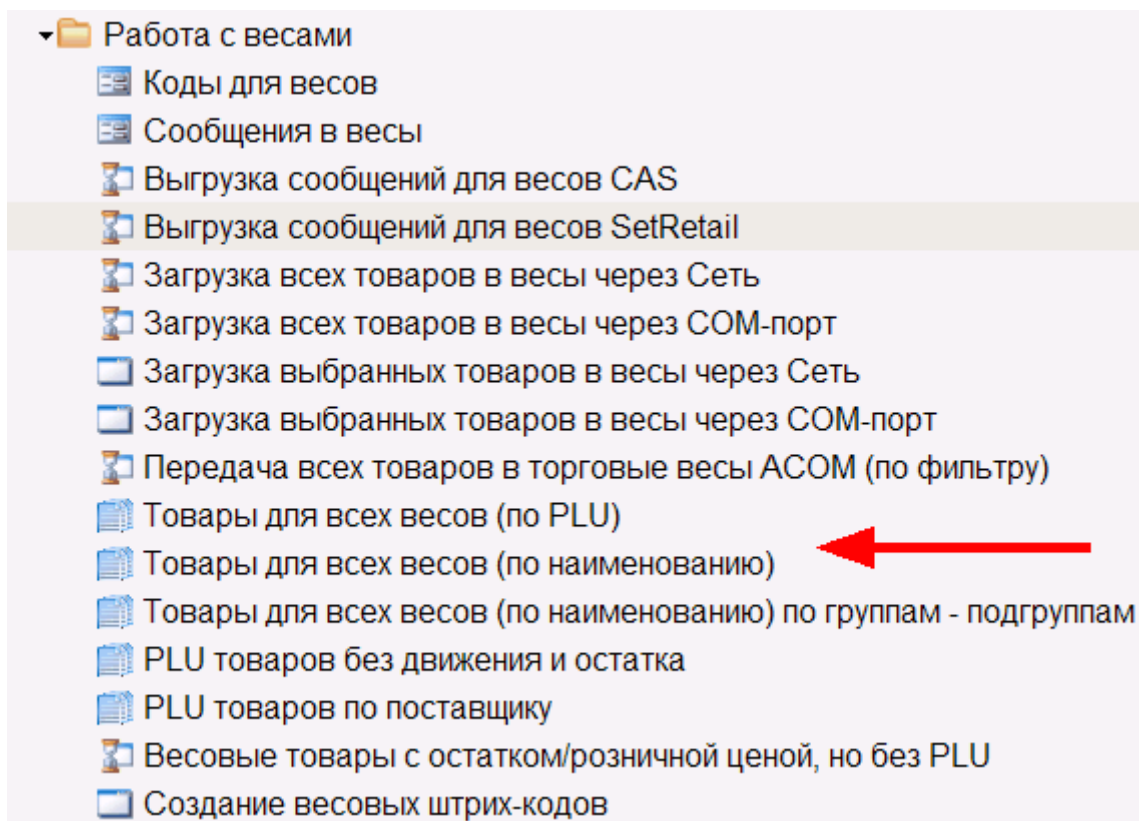 Работа с весами
Коды для весов
Сообщения в весы
Выгрузка сообщений для весов CAS
Выгрузка сообщений для весов SetRetail
Загрузка всех товаров в весы через Сеть
Загрузка всех товаров в весы через COM-порт
Загрузка выбранных товаров в весы через Сеть
Загрузка выбранных товаров в весы через COM-порт
Передача всех товаров в торговые весы ACOM (по фильтру)
Товары для всех весов (по PLU)
Товары для всех весов (по наименованию)
Товары для всех весов (по наименованию) по группам - подгруппам
PLU товаров без движения и остатка
PLU товаров по поставщику
Весовые товары с остатком/розничной ценой, но без PLU
Создание весовых штрих-кодов